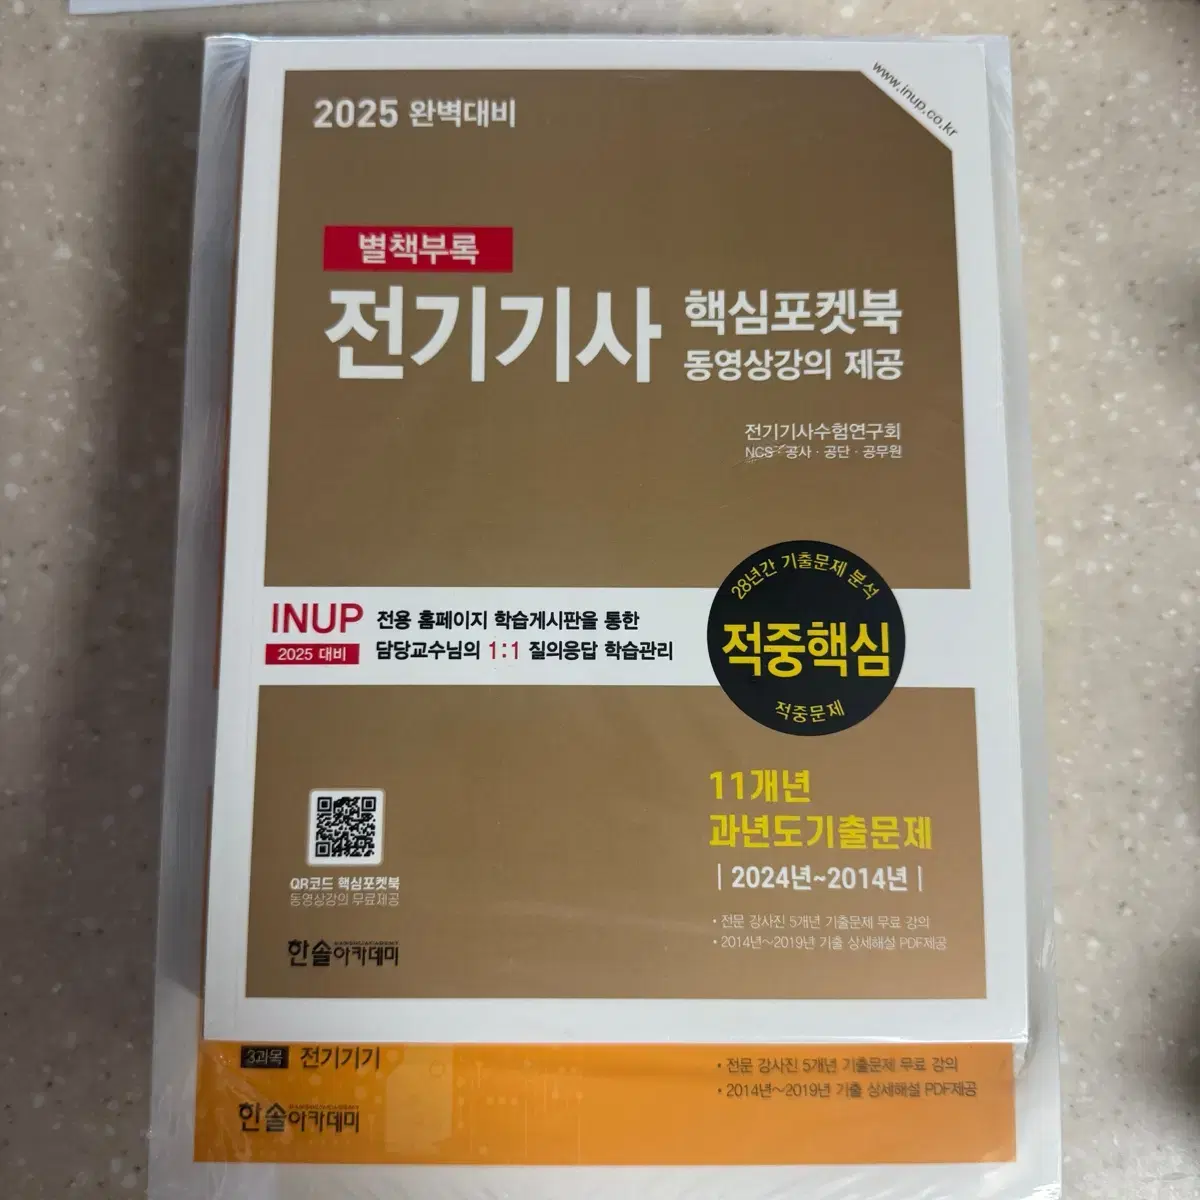 www.inup.co.kr
2025 완벽대비
별책부록
전기기사 핵심포켓북
동영상강의 제공
전기기사수험연구회
NCS · 공사 · 공단 · 공무원
INUP
2025 대비
전용 홈페이지 학습게시판을 통한
담당교수님의 1:1 질의응답 학습관리
28년간 기출문제 분석
적중핵심
적중문제
11개년
과년도기출문제
| 2024년~2014년 |
• 전문 강사진 5개년 기출문제 무료 강의
• 2014년~2019년 기출 상세해설 PDF제공
QR코드 핵심포켓북
동영상강의 무료제공
한솔아카데미
3과목 전기기기
• 전문 강사진 5개년 기출문제 무료 강의
• 2014년~2019년 기출 상세해설 PDF제공
한솔아카데미